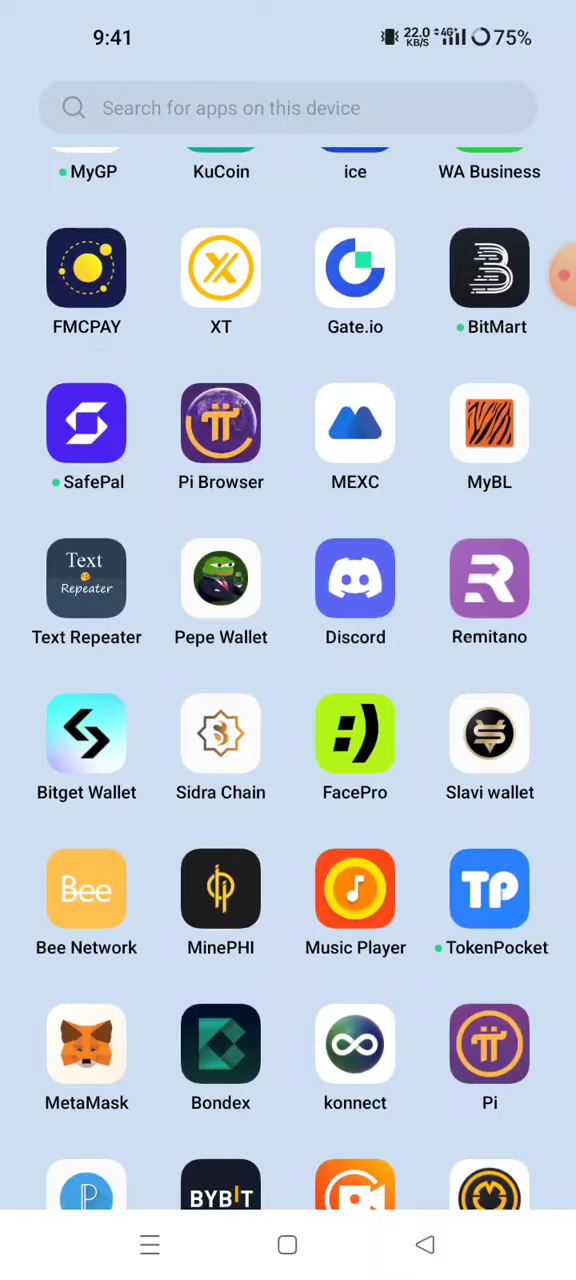 9:41 22.0 KB/S 4G+ 75%
Search for apps on this device
MyGP KuCoin ice WA Business
FMCPAY XT Gate.io BitMart
SafePal Pi Browser MEXC MyBL
Text
Repeater
Text Repeater Pepe Wallet Discord Remitano
:)
Bitget Wallet Sidra Chain FacePro Slavi wallet
Bee TP
Bee Network MinePHI Music Player TokenPocket
MetaMask Bondex konnect Pi
P BYBIT